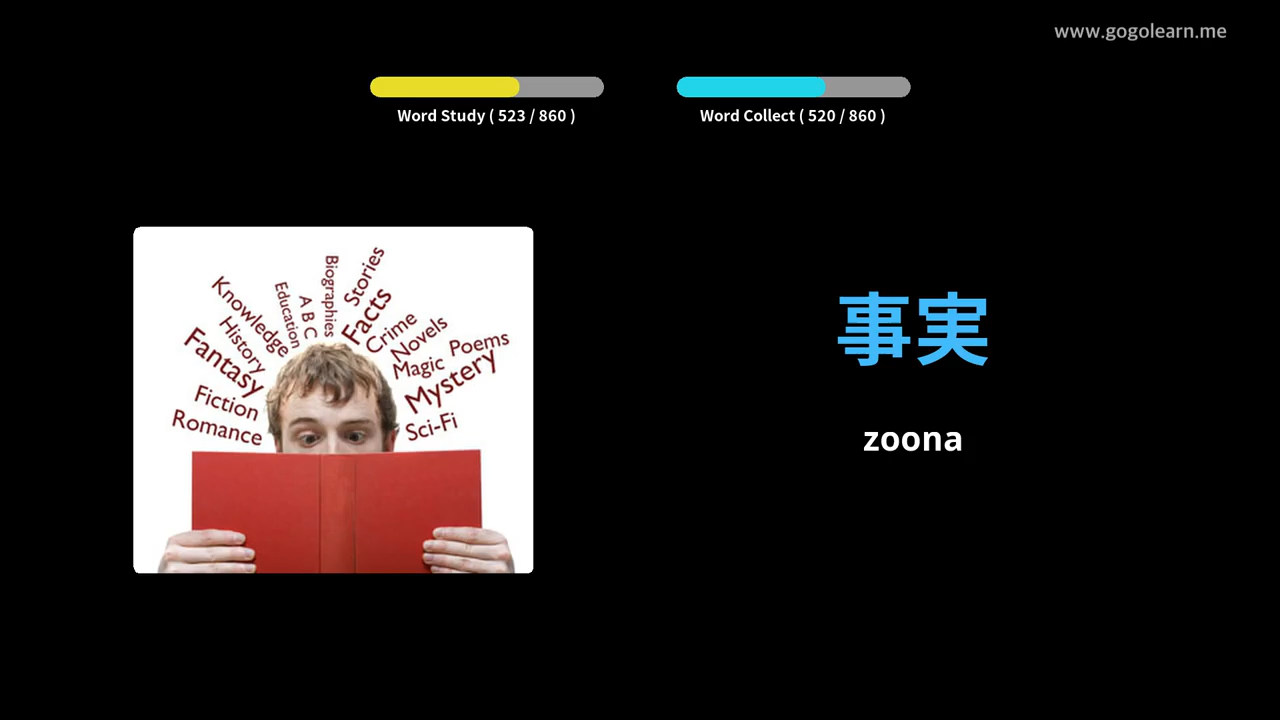 www.gogolearn.me
Word Study ( 523 / 860 )
Word Collect ( 520 / 860 )
Knowledge
History
Fantasy
Fiction
Romance
Education
A B C
Biographies
Stories
Facts
Crime
Novels
Magic
Poems
Mystery
Sci-Fi
事実
zoona